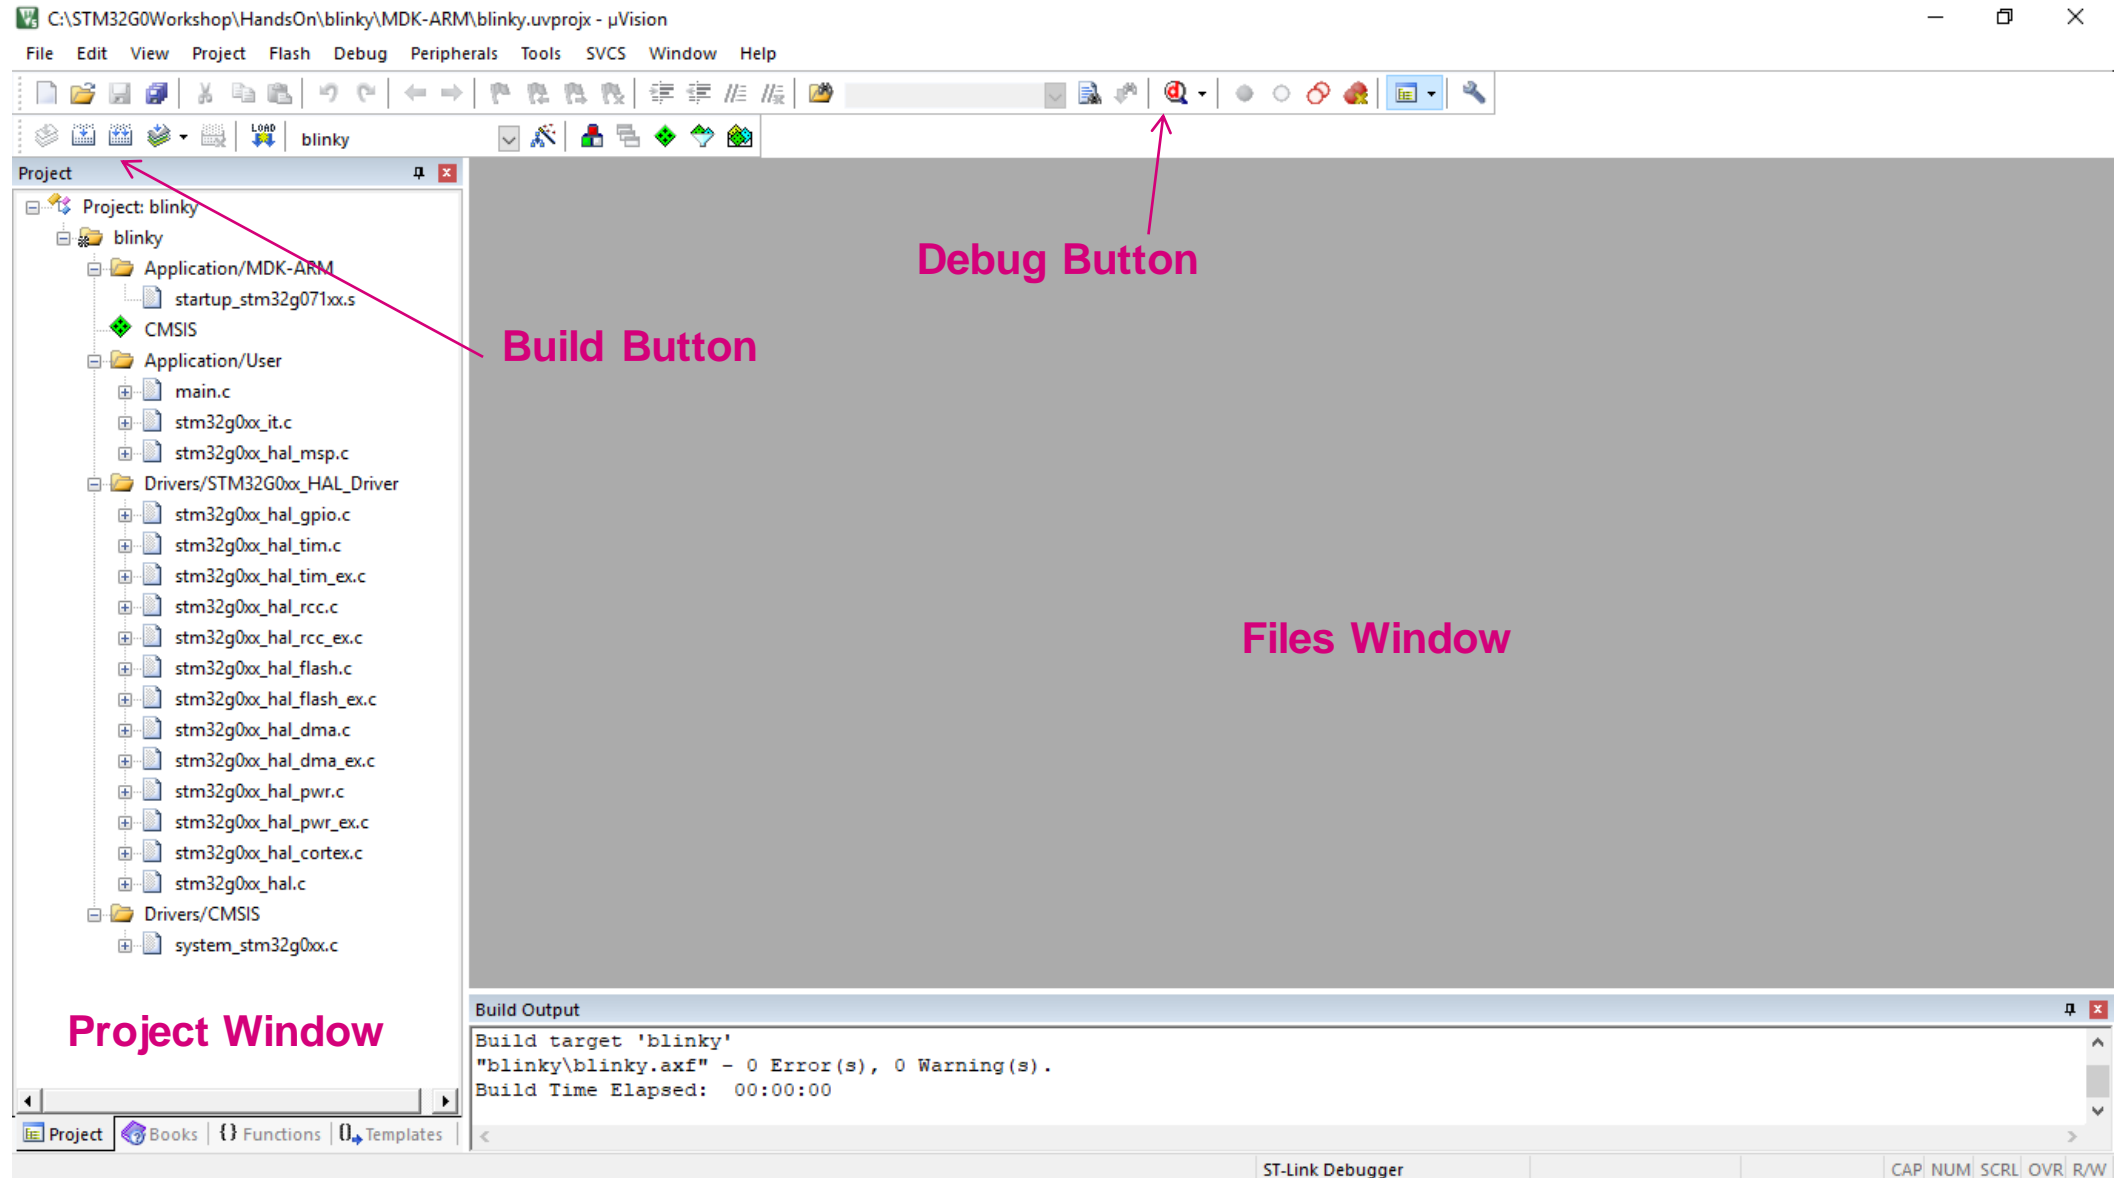 C:\STM32G0Workshop\HandsOn\blinky\MDK-ARM\blinky.uvprojx - µVision
File Edit View Project Flash Debug Peripherals Tools SVCS Window Help
LOAD
blinky
Project
Project: blinky
blinky
Application/MDK-ARM
startup_stm32g071xx.s
CMSIS
Application/User
main.c
stm32g0xx_it.c
stm32g0xx_hal_msp.c
Drivers/STM32G0xx_HAL_Driver
stm32g0xx_hal_gpio.c
stm32g0xx_hal_tim.c
stm32g0xx_hal_tim_ex.c
stm32g0xx_hal_rcc.c
stm32g0xx_hal_rcc_ex.c
stm32g0xx_hal_flash.c
stm32g0xx_hal_flash_ex.c
stm32g0xx_hal_dma.c
stm32g0xx_hal_dma_ex.c
stm32g0xx_hal_pwr.c
stm32g0xx_hal_pwr_ex.c
stm32g0xx_hal_cortex.c
stm32g0xx_hal.c
Drivers/CMSIS
system_stm32g0xx.c
Project Window
Project Books {} Functions Templates
Debug Button
Build Button
Files Window
Build Output
Build target 'blinky'
"blinky\blinky.axf" - 0 Error(s), 0 Warning(s).
Build Time Elapsed: 00:00:00
ST-Link Debugger
CAP NUM SCRL OVR R/W